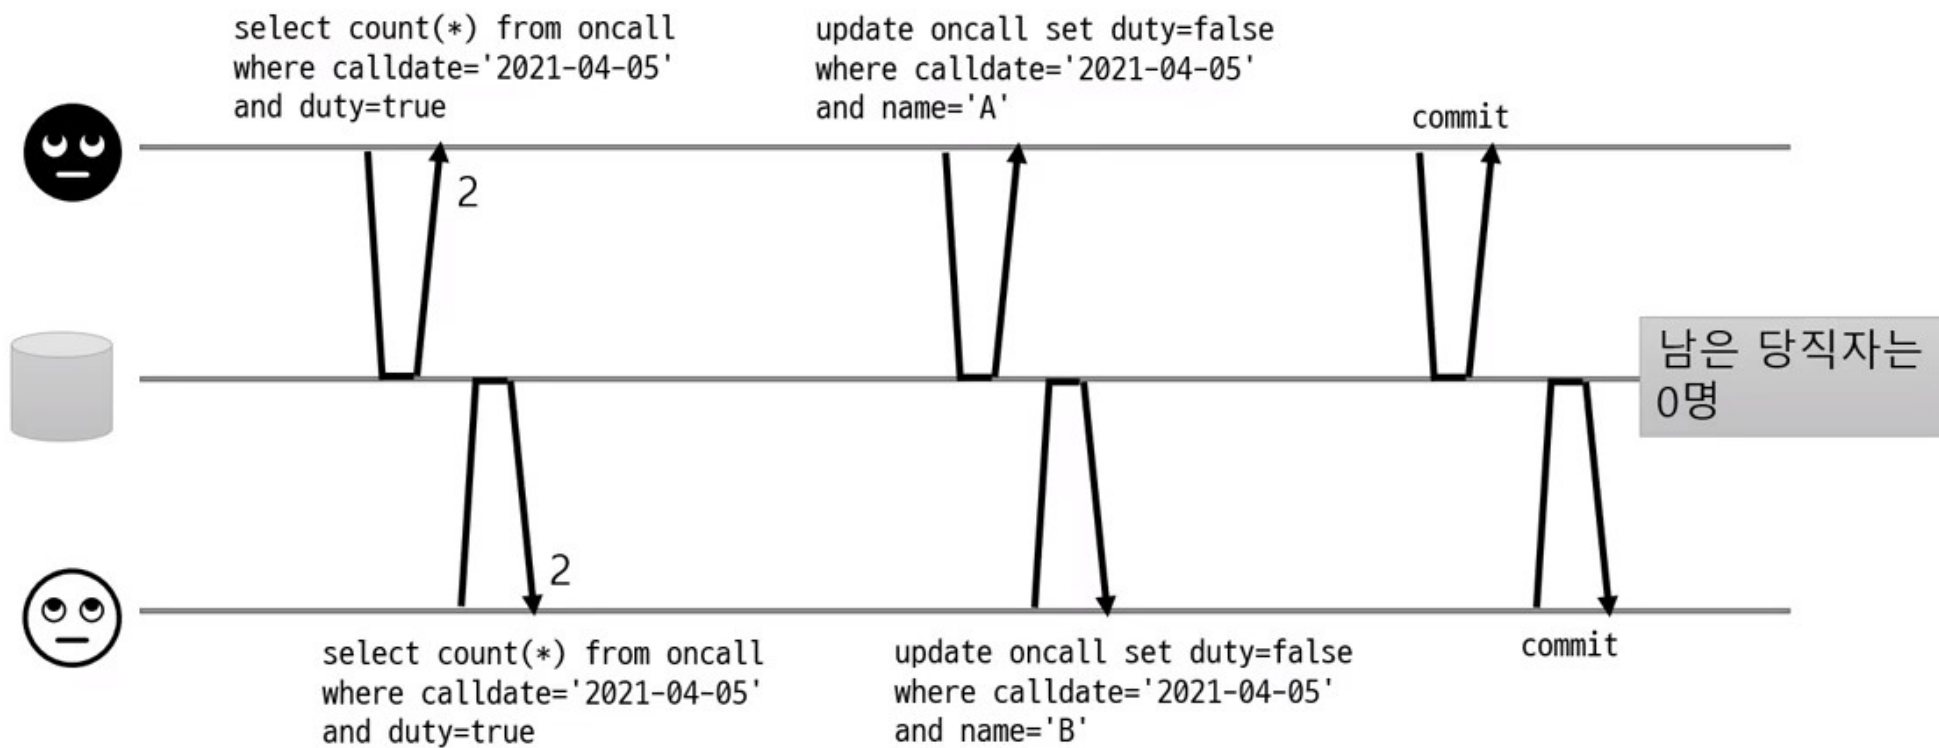 select count(*) from oncall
where calldate='2021-04-05'
and duty=true
update oncall set duty=false
where calldate='2021-04-05'
and name='A'
commit
2
남은 당직자는
0명
2
select count(*) from oncall
where calldate='2021-04-05'
and duty=true
update oncall set duty=false
where calldate='2021-04-05'
and name='B'
commit